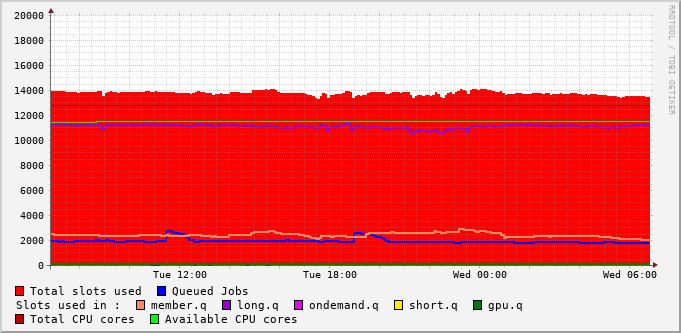 20000
18000
16000
14000
12000
10000
8000
6000
4000
2000
0
Tue 12:00 Tue 18:00 Wed 00:00 Wed 06:00
RRDTOOL / TOBI OETIKER
Total slots used Queued Jobs
Slots used in : member.q long.q ondemand.q short.q gpu.q
Total CPU cores Available CPU cores